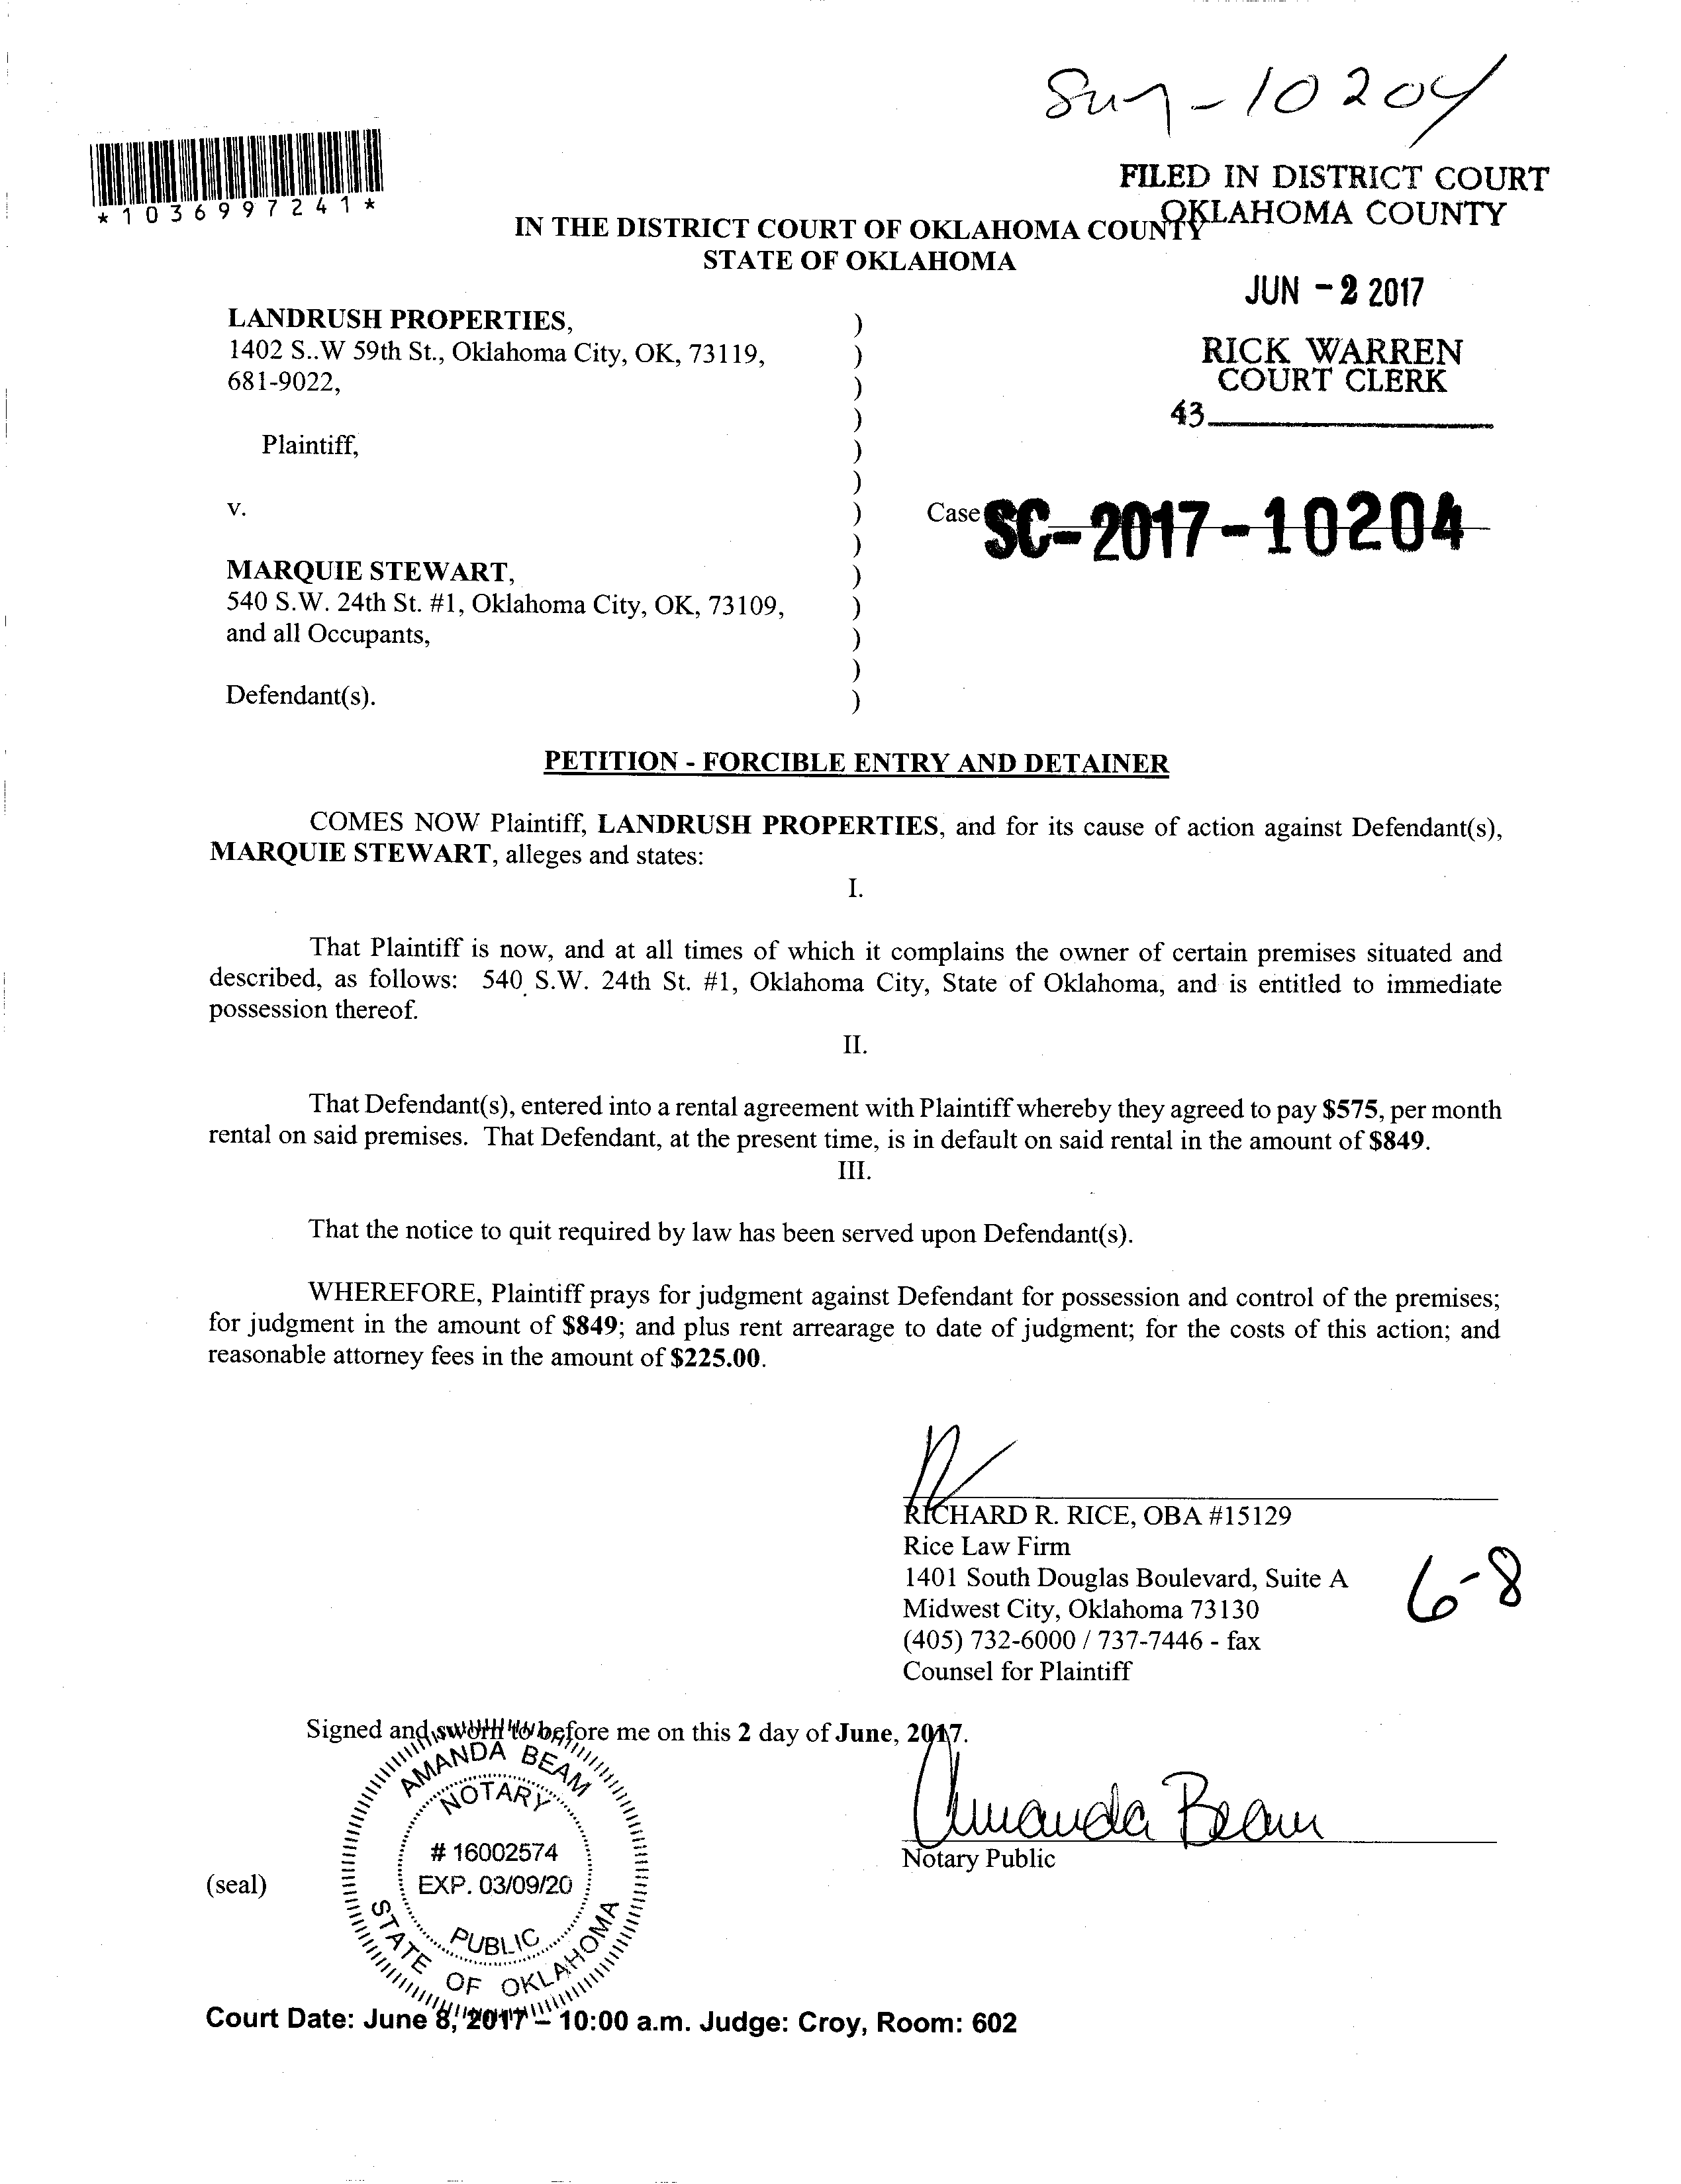 -10204
*1036997241*
FILED IN DISTRICT COURT
OKLAHOMA COUNTY
IN THE DISTRICT COURT OF OKLAHOMA COUNTY
STATE OF OKLAHOMA
JUN -2 2017
RICK WARREN
COURT CLERK
43
LANDRUSH PROPERTIES,
1402 S..W 59th St., Oklahoma City, OK, 73119,
681-9022,
Plaintiff,
v.
Case SC-2017-10204
MARQUIE STEWART,
540 S.W. 24th St. #1, Oklahoma City, OK, 73109,
and all Occupants,
Defendant(s).
)
)
)
)
)
)
)
)
)
)
)
)
)
PETITION - FORCIBLE ENTRY AND DETAINER
COMES NOW Plaintiff, LANDRUSH PROPERTIES, and for its cause of action against Defendant(s),
MARQUIE STEWART, alleges and states:
I.
That Plaintiff is now, and at all times of which it complains the owner of certain premises situated and
described, as follows: 540 S.W. 24th St. #1, Oklahoma City, State of Oklahoma, and is entitled to immediate
possession thereof.
II.
That Defendant(s), entered into a rental agreement with Plaintiff whereby they agreed to pay $575, per month
rental on said premises. That Defendant, at the present time, is in default on said rental in the amount of $849.
III.
That the notice to quit required by law has been served upon Defendant(s).
WHEREFORE, Plaintiff prays for judgment against Defendant for possession and control of the premises;
for judgment in the amount of $849; and plus rent arrearage to date of judgment; for the costs of this action; and
reasonable attorney fees in the amount of $225.00.
RICHARD R. RICE, OBA #15129
Rice Law Firm
1401 South Douglas Boulevard, Suite A
Midwest City, Oklahoma 73130
(405) 732-6000 / 737-7446 - fax
Counsel for Plaintiff
6-8
Signed and sworn to before me on this 2 day of June, 2017.
AMANDA BEAM
NOTARY
# 16002574
EXP. 03/09/20
PUBLIC
STATE OF OKLAHOMA
Amanda Beam
Notary Public
(seal)
Court Date: June 8, 2017 – 10:00 a.m. Judge: Croy, Room: 602